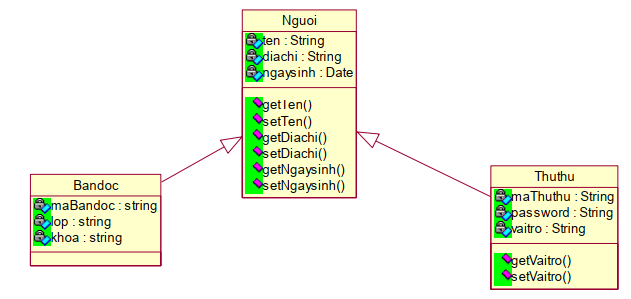 Nguoi
ten : String
diachi : String
ngaysinh : Date
getTen()
setTen()
getDiachi()
setDiachi()
getNgaysinh()
setNgaysinh()
Bandoc
maBandoc : string
lop : string
khoa : string
Thuthu
maThuthu : String
password : String
vaitro : String
getVaitro()
setVaitro()